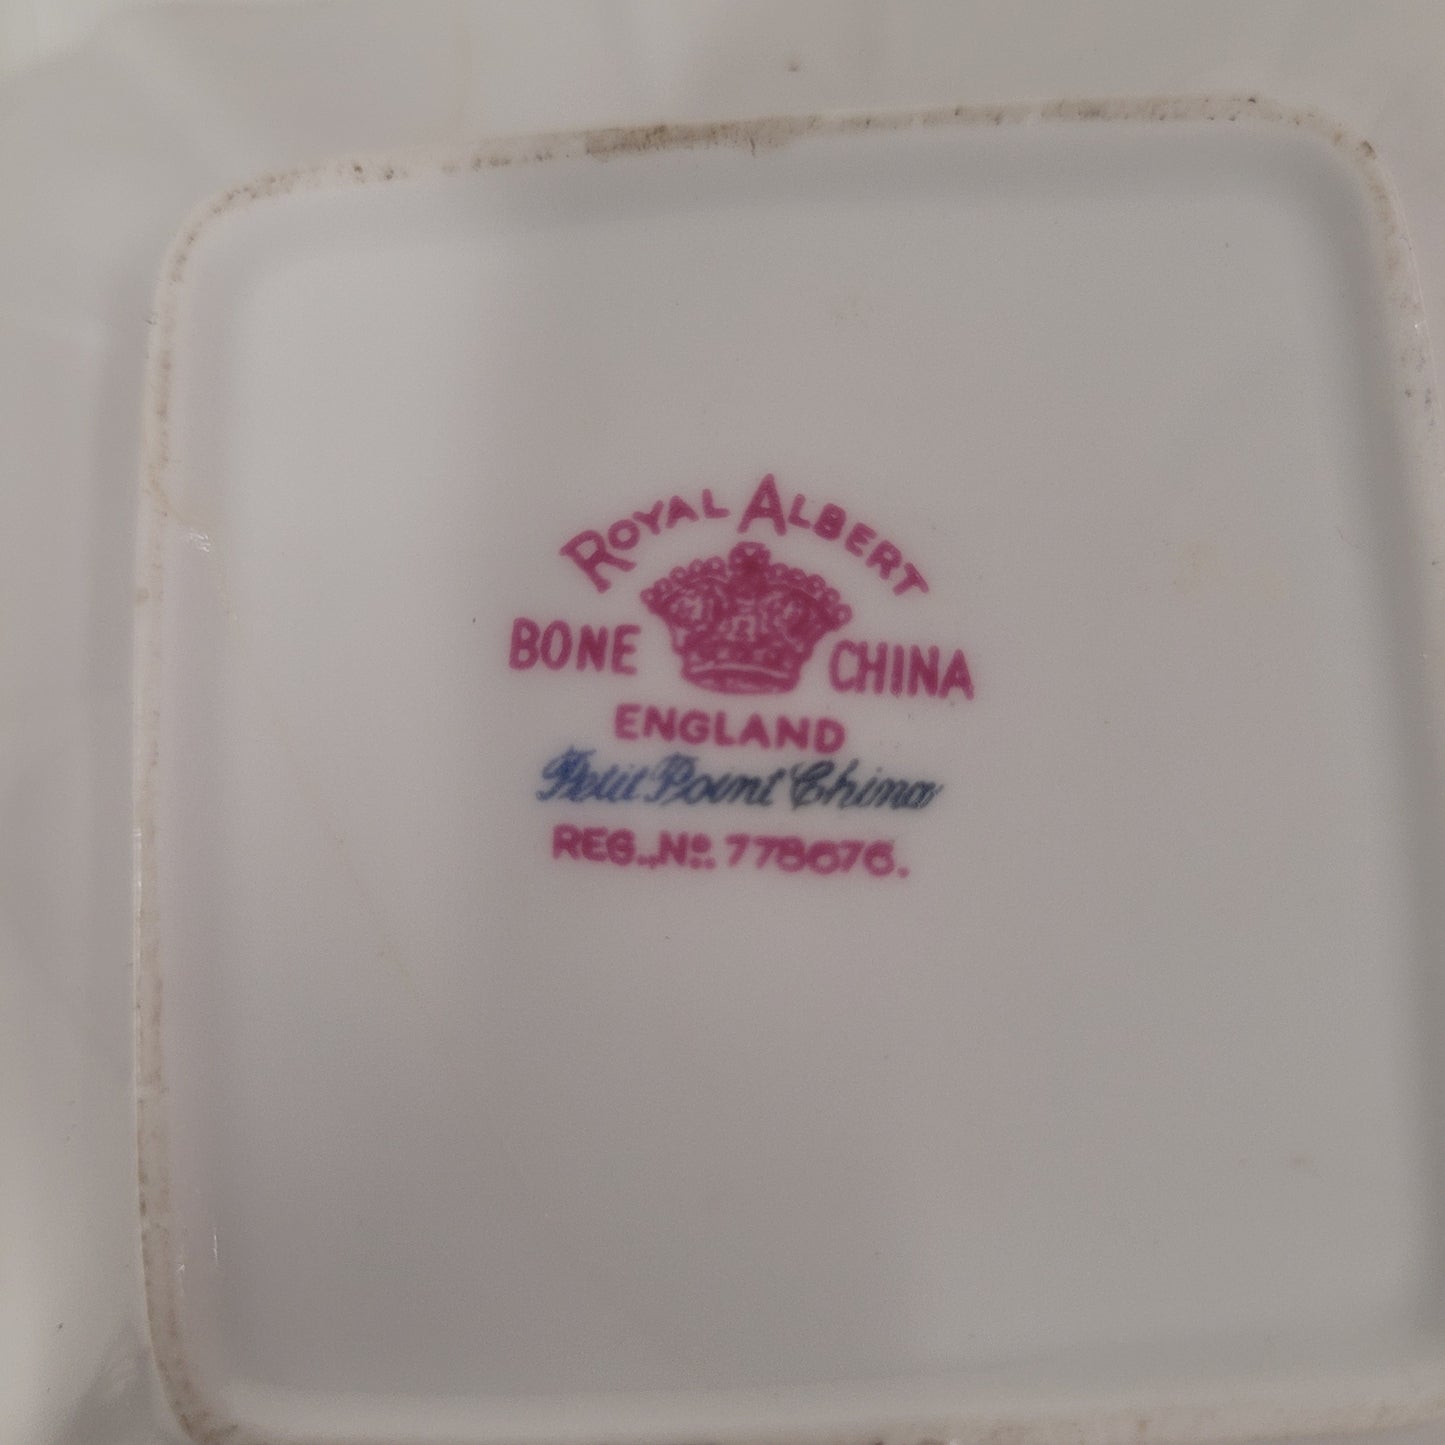 ROYAL ALBERT
BONE CHINA
ENGLAND
Petit Point China
REG. Nº. 778676.